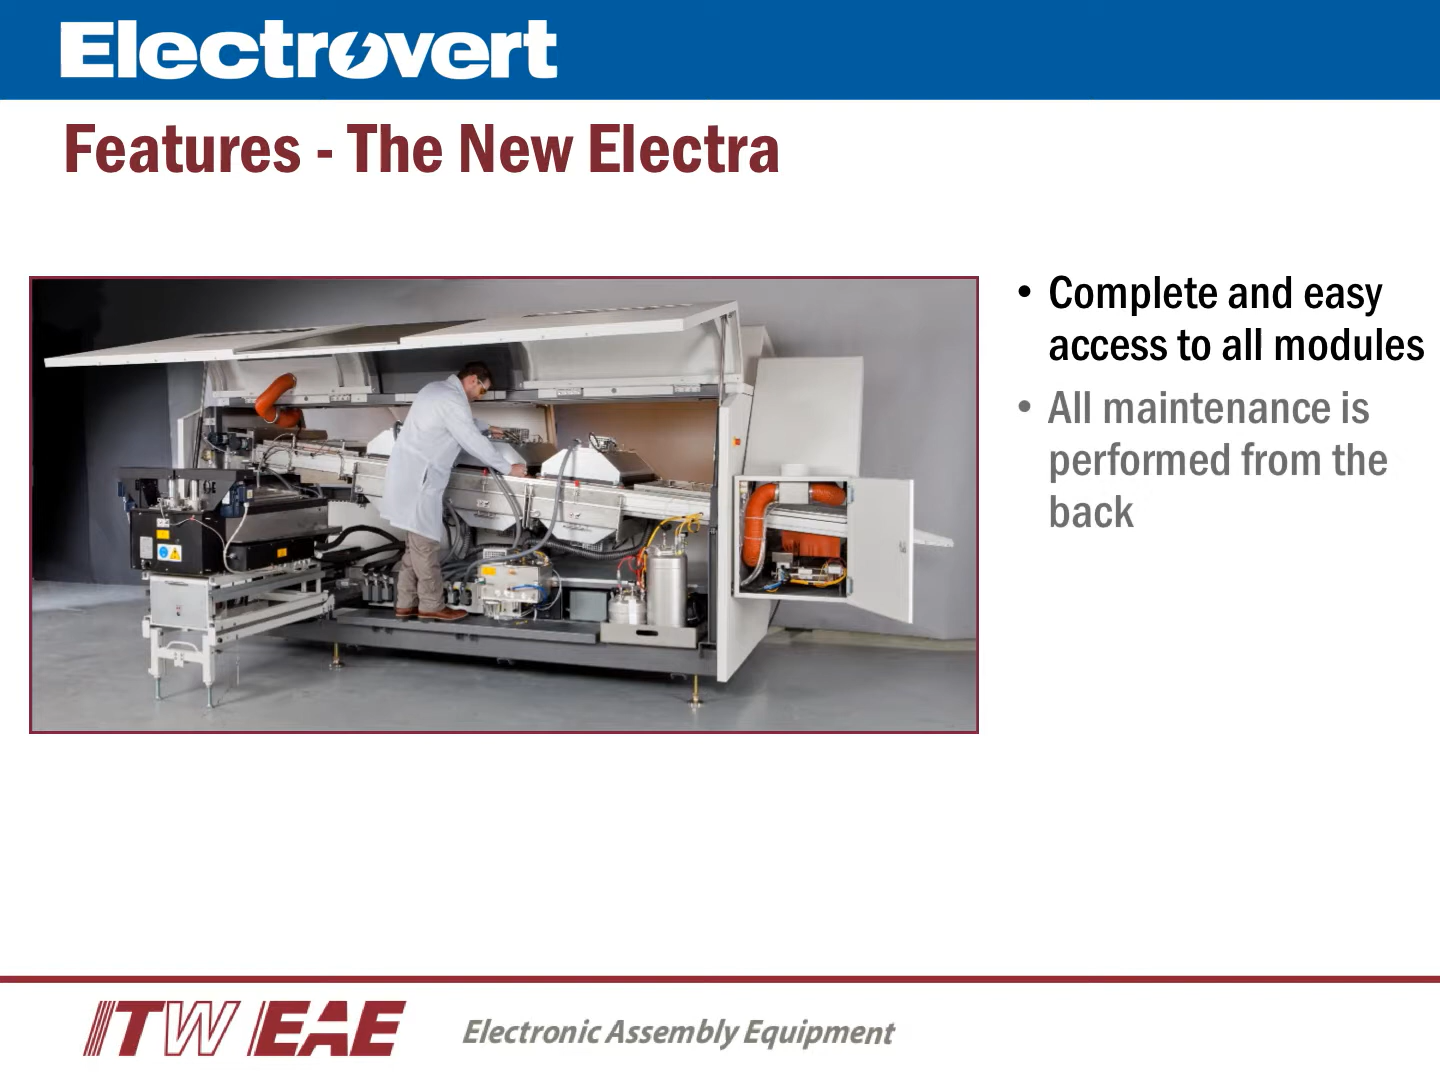 Electrovert
Features - The New Electra
• Complete and easy
access to all modules
• All maintenance is
performed from the
back
ITW EAE
Electronic Assembly Equipment